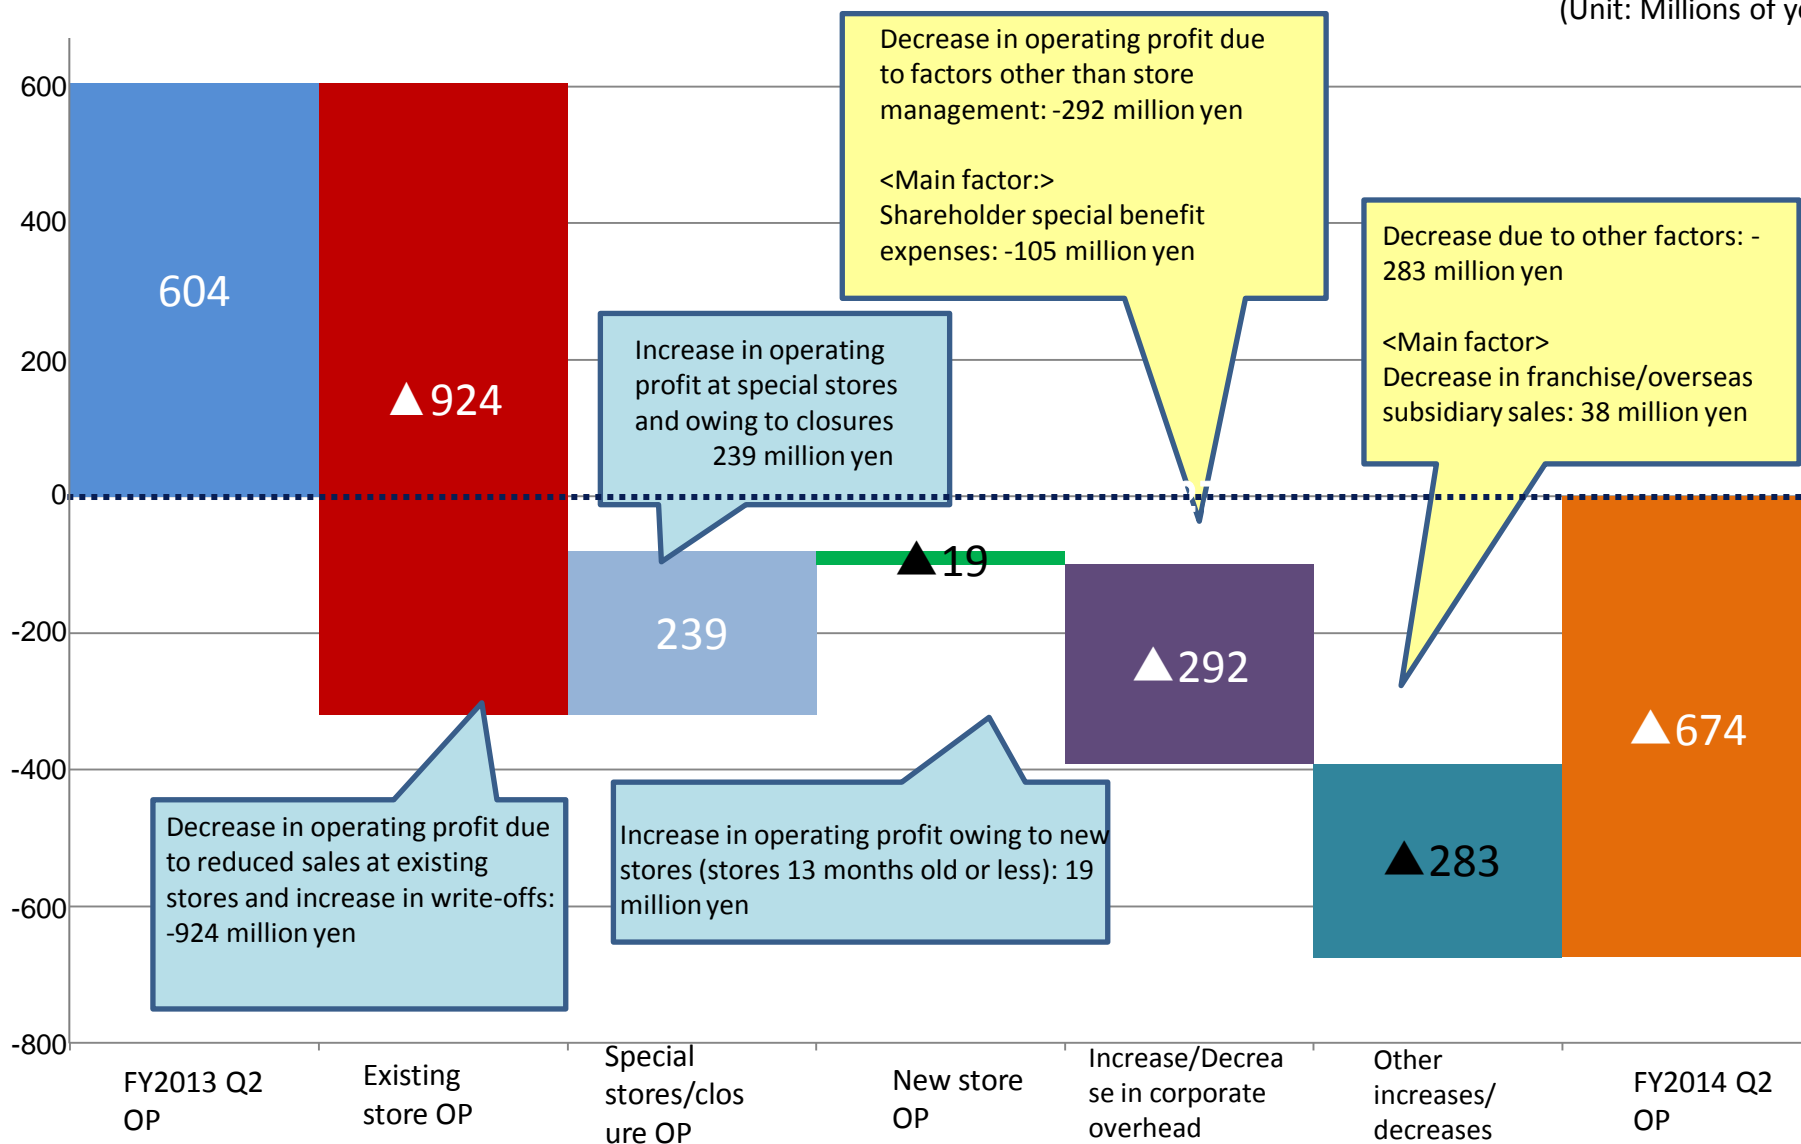 (Unit: Millions of ye
600
400
200
0
-200
-400
-600
-800
604
▲924
239
▲19
▲292
▲283
▲674
Decrease in operating profit due
to factors other than store
management: -292 million yen
<Main factor:>
Shareholder special benefit
expenses: -105 million yen
Decrease due to other factors: -
283 million yen
<Main factor>
Decrease in franchise/overseas
subsidiary sales: 38 million yen
Increase in operating
profit at special stores
and owing to closures
239 million yen
Decrease in operating profit due
to reduced sales at existing
stores and increase in write-offs:
-924 million yen
Increase in operating profit owing to new
stores (stores 13 months old or less): 19
million yen
FY2013 Q2
OP
Existing
store OP
Special
stores/clos
ure OP
New store
OP
Increase/Decrea
se in corporate
overhead
Other
increases/
decreases
FY2014 Q2
OP